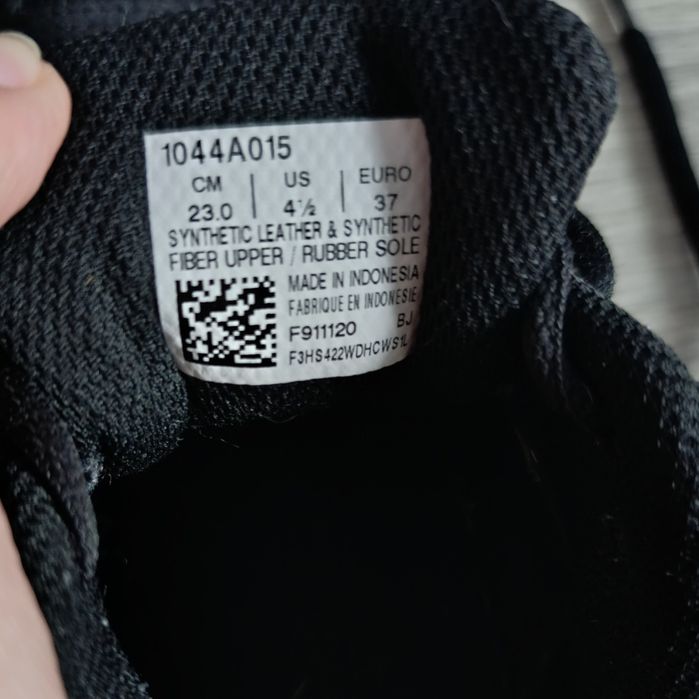 1044A015
CM | US | EURO
23.0 | 4½ | 37
SYNTHETIC LEATHER & SYNTHETIC
FIBER UPPER / RUBBER SOLE
MADE IN INDONESIA
FABRIQUE EN INDONESIE
F911120 BJ
F3HS422WDHCWS1L